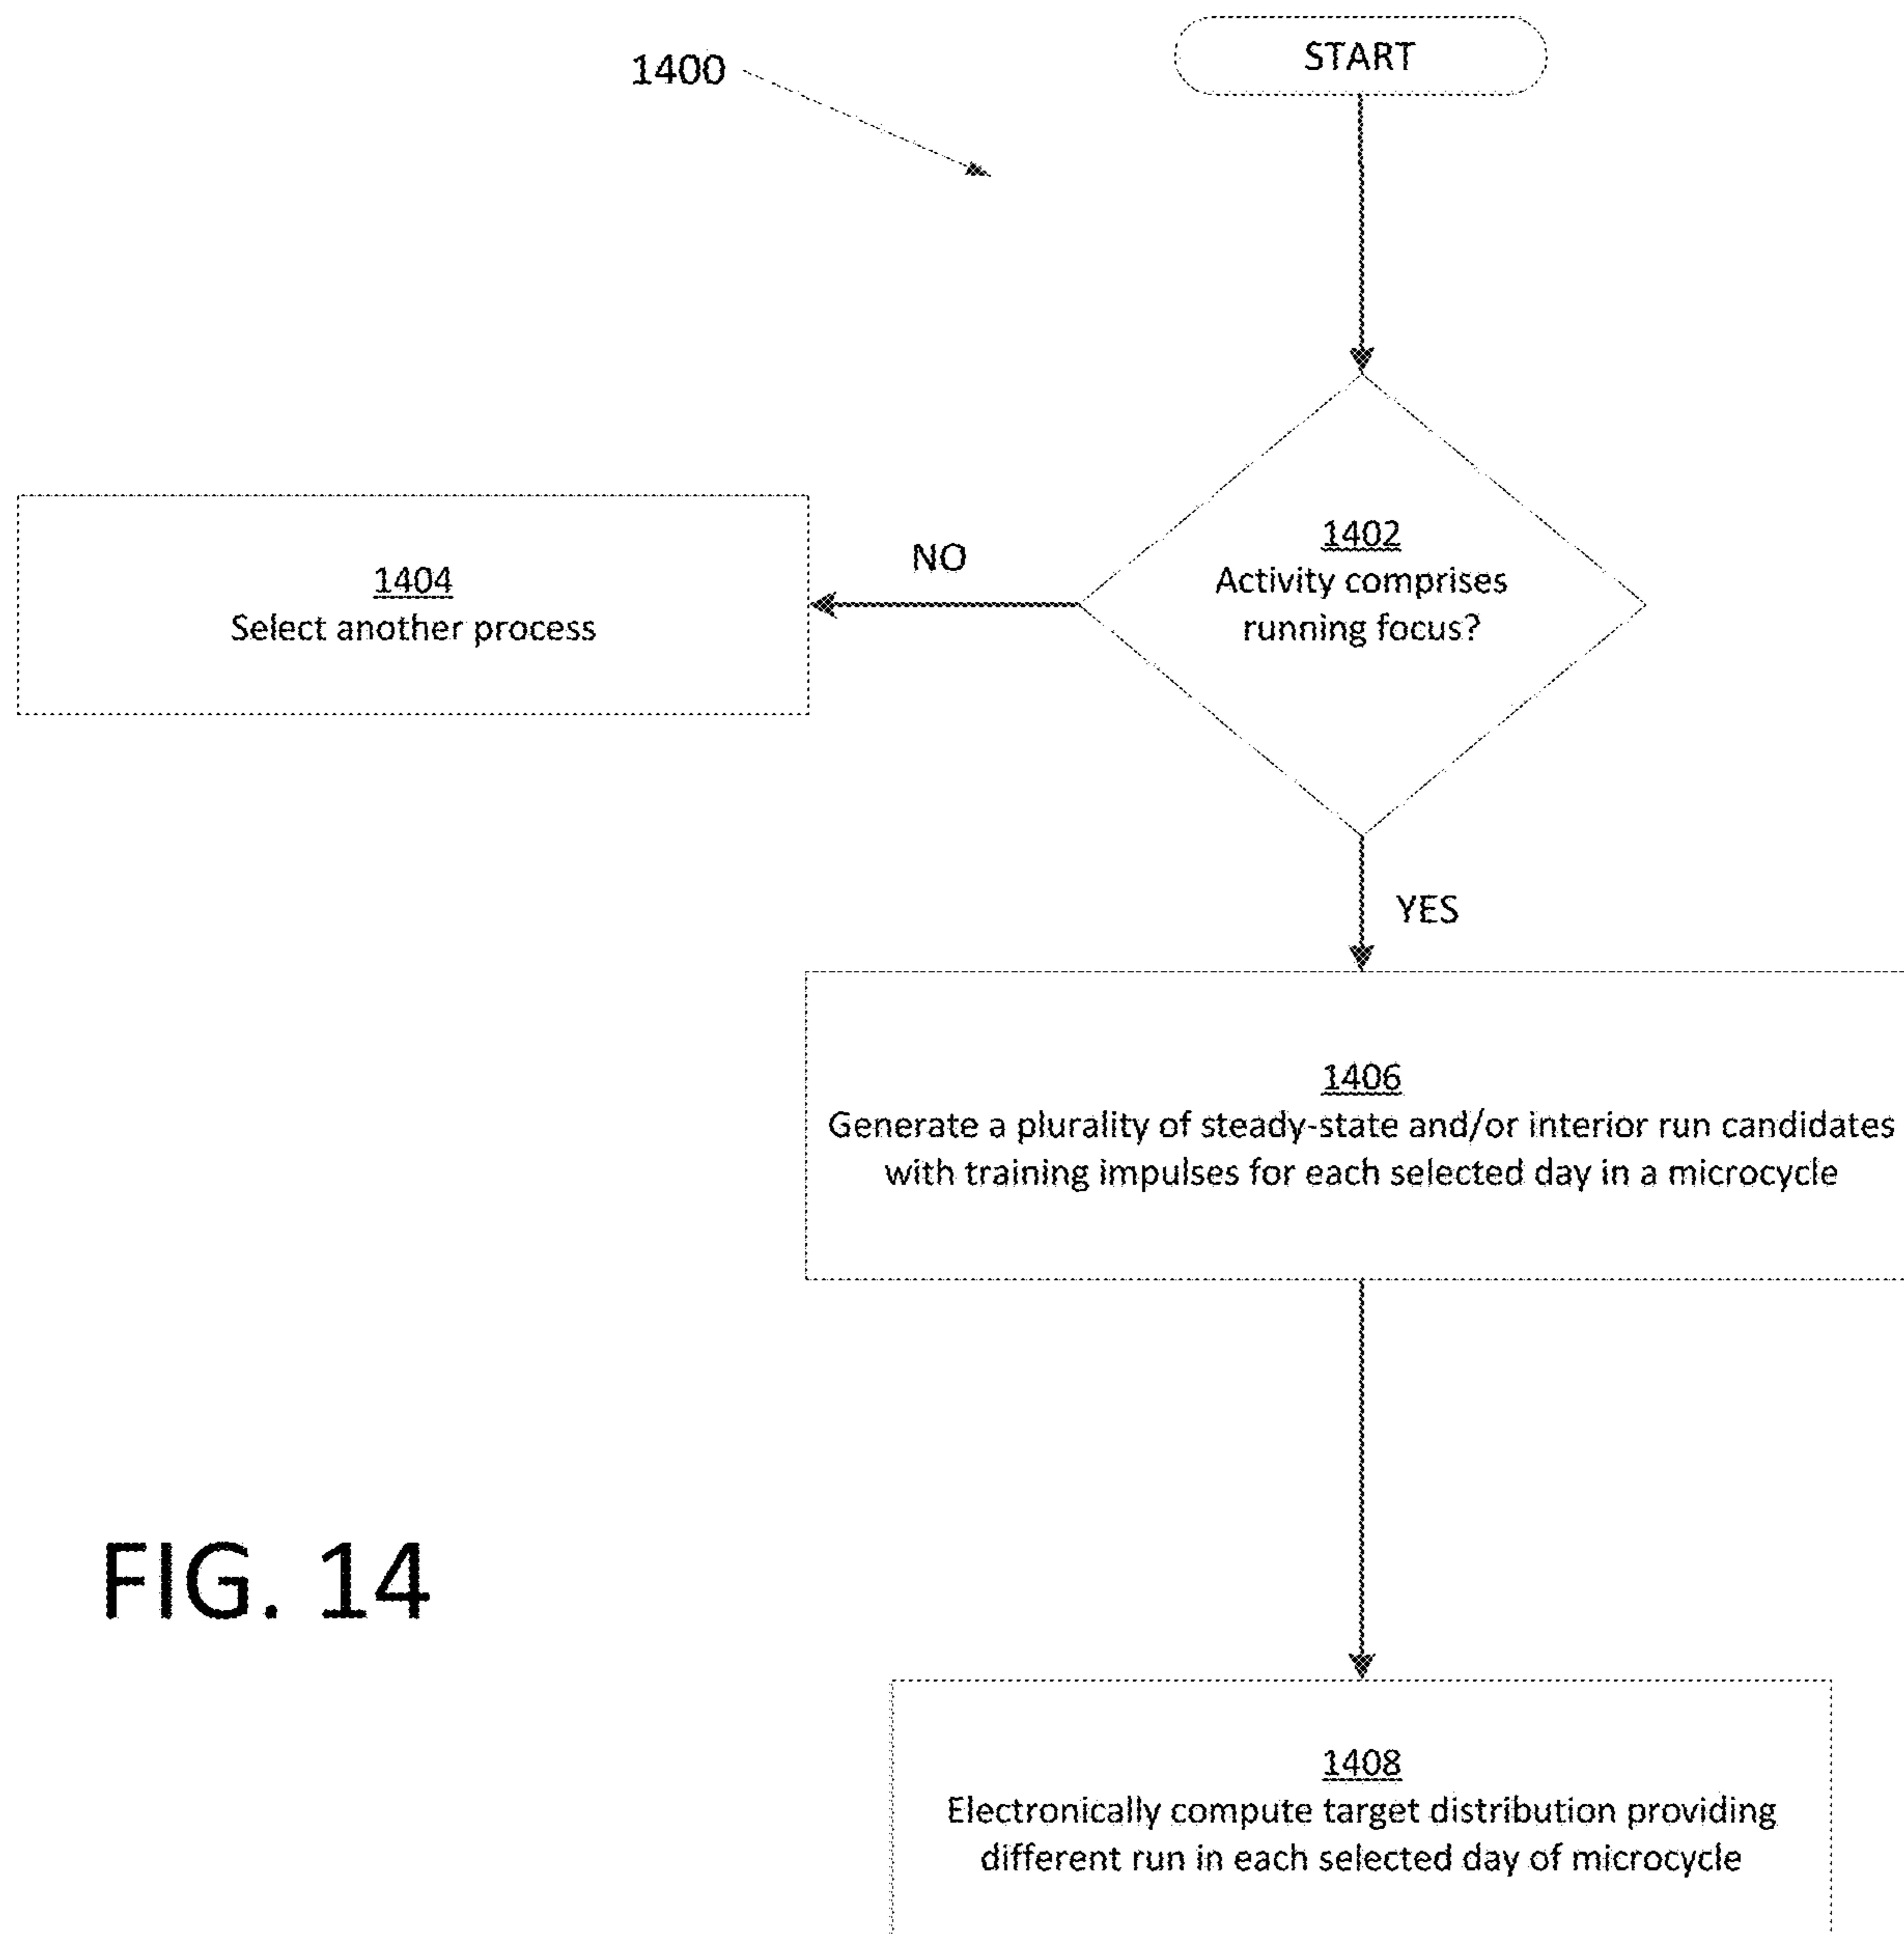 1400
START
1402
Activity comprises
running focus?
NO
1404
Select another process
YES
1406
Generate a plurality of steady-state and/or interior run candidates
with training impulses for each selected day in a microcycle
FIG. 14
1408
Electronically compute target distribution providing
different run in each selected day of microcycle